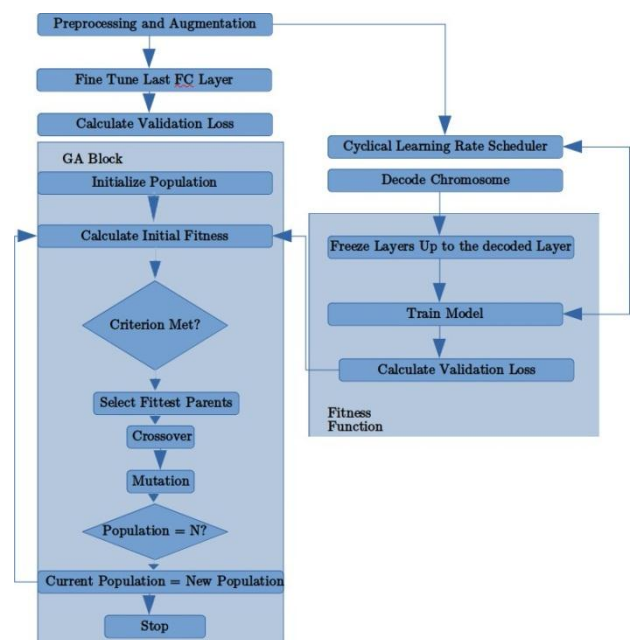 Preprocessing and Augmentation
Fine Tune Last FC Layer
Calculate Validation Loss
GA Block
Initialize Population
Calculate Initial Fitness
Criterion Met?
Select Fittest Parents
Crossover
Mutation
Population = N?
Current Population = New Population
Stop
Cyclical Learning Rate Scheduler
Decode Chromosome
Freeze Layers Up to the decoded Layer
Train Model
Calculate Validation Loss
Fitness
Function